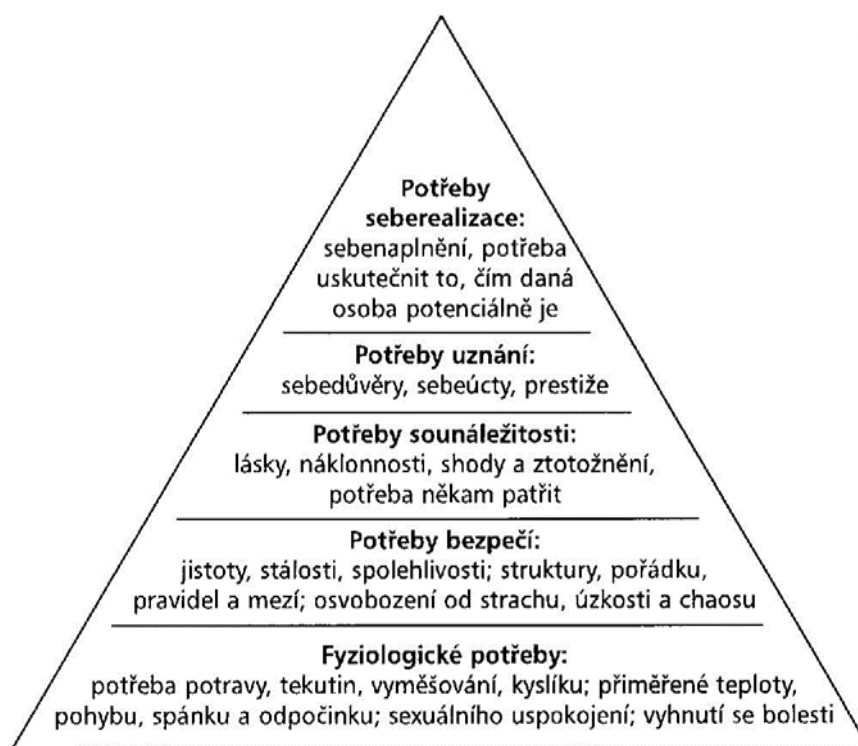 Potřeby
seberealizace:
sebenaplnění, potřeba
uskutečnit to, čím daná
osoba potenciálně je
Potřeby uznání:
sebedůvěry, sebeúcty, prestiže
Potřeby sounáležitosti:
lásky, náklonnosti, shody a ztotožnění,
potřeba někam patřit
Potřeby bezpečí:
jistoty, stálosti, spolehlivosti; struktury, pořádku,
pravidel a mezí; osvobození od strachu, úzkosti a chaosu
Fyziologické potřeby:
potřeba potravy, tekutin, vyměšování, kyslíku; přiměřené teploty,
pohybu, spánku a odpočinku; sexuálního uspokojení; vyhnutí se bolesti